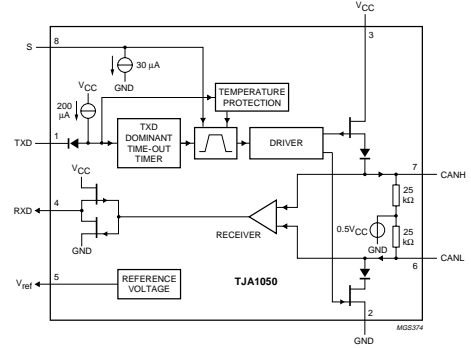 VCC
8
3
S
30 µA
GND
VCC
200
µA
TEMPERATURE
PROTECTION
1
TXD
TXD
DOMINANT
TIME-OUT
TIMER
DRIVER
7
CANH
VCC
4
RXD
25
kΩ
0.5VCC
GND
25
kΩ
GND
RECEIVER
CANL
6
5
Vref
REFERENCE
VOLTAGE
TJA1050
2
MGS374
GND